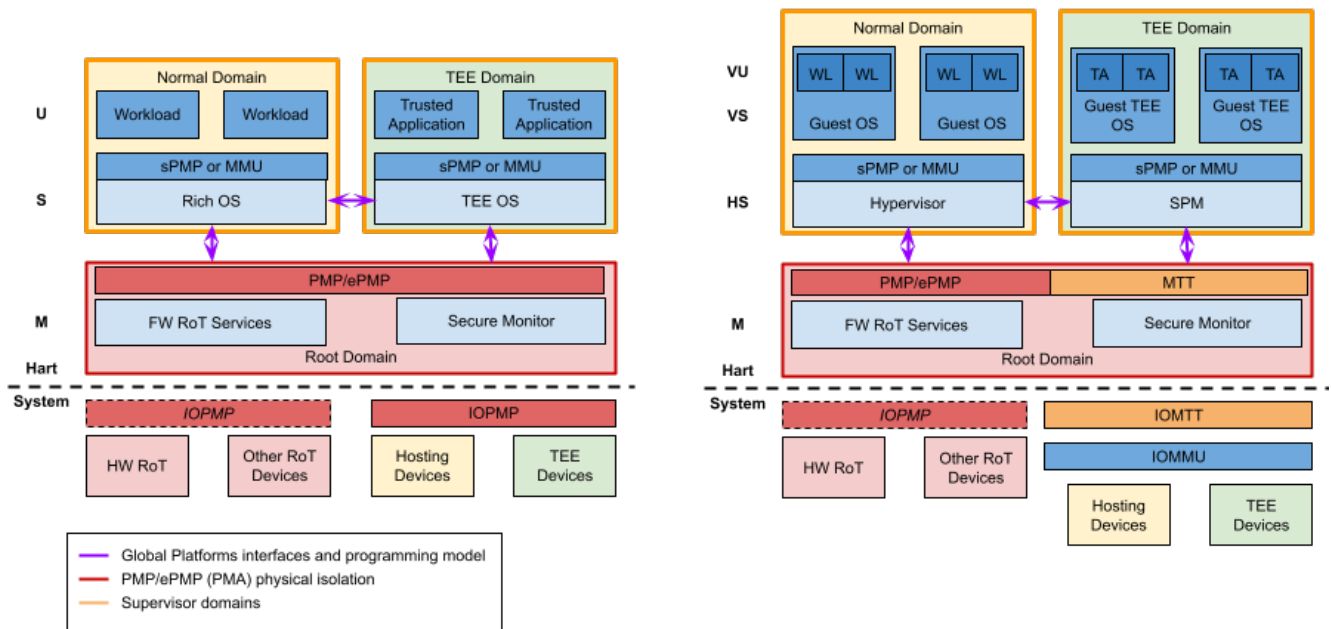 Normal Domain
TEE Domain
U
Workload
Workload
Trusted
Application
Trusted
Application
sPMP or MMU
sPMP or MMU
S
Rich OS
TEE OS
PMP/ePMP
M
FW RoT Services
Secure Monitor
Root Domain
Hart
System
IOPMP
IOPMP
HW RoT
Other RoT
Devices
Hosting
Devices
TEE
Devices
Global Platforms interfaces and programming model
PMP/ePMP (PMA) physical isolation
Supervisor domains
Normal Domain
TEE Domain
VU
WL
WL
WL
WL
TA
TA
TA
TA
VS
Guest OS
Guest OS
Guest TEE
OS
Guest TEE
OS
sPMP or MMU
sPMP or MMU
HS
Hypervisor
SPM
PMP/ePMP
MTT
M
FW RoT Services
Secure Monitor
Root Domain
Hart
System
IOPMP
IOMTT
HW RoT
Other RoT
Devices
IOMMU
Hosting
Devices
TEE
Devices